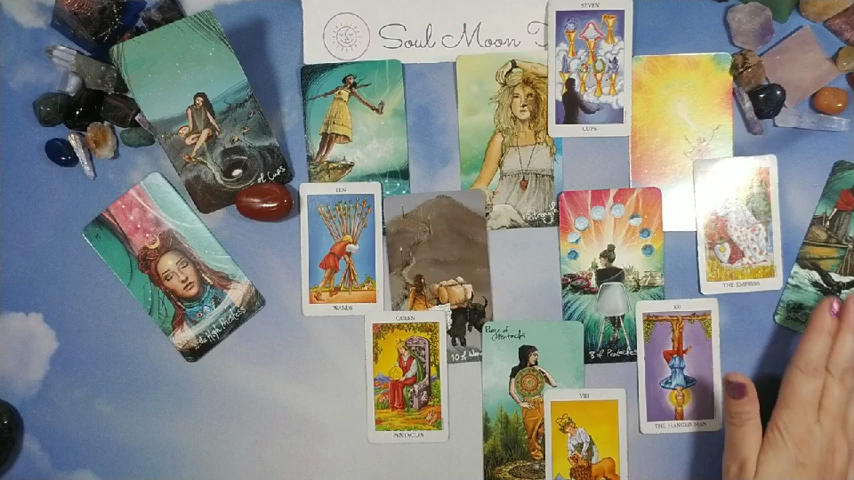 Soul Moon T
SEVEN
CUPS
of Cups
TEN
WANDS
the High Priestess
10 of Wan
QUEEN
PENTACLES
Page of
Pentacles
8 of Pentacles
THE EMPRESS
XII
THE HANGED MAN
VIII